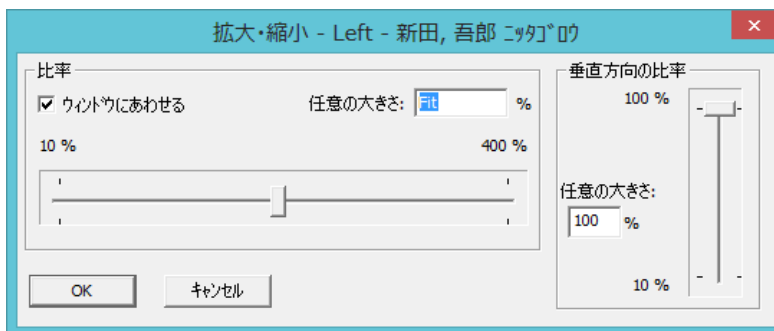 拡大・縮小 - Left - 新田, 吾郎 ﾆｯﾀｺﾞﾛｳ
比率
ウィンドウにあわせる
任意の大きさ: Fit %
10 %
400 %
OK
キャンセル
垂直方向の比率
100 %
任意の大きさ:
100 %
10 %